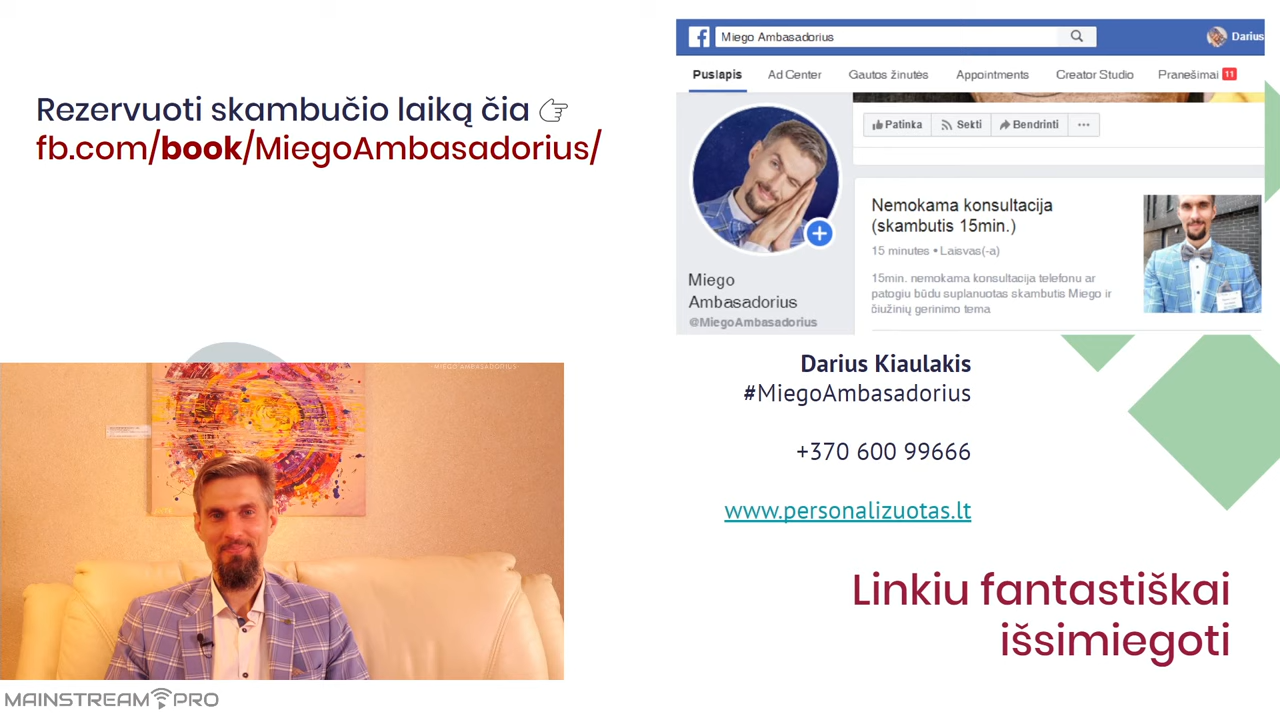 Rezervuoti skambučio laiką čia
fb.com/book/MiegoAmbasadorius/
Miego Ambasadorius
Darius
Puslapis Ad Center Gautos žinutės Appointments Creator Studio Pranešimai 11
Patinka Sekti Bendrinti ...
Nemokama konsultacija
(skambutis 15min.)
15 minutes • Laisvas(-a)
15min. nemokama konsultacija telefonu ar
patogiu būdu suplanuotas skambutis Miego ir
čiužinių gerinimo tema
Miego
Ambasadorius
@MiegoAmbasadorius
Darius Kiaulakis
#MiegoAmbasadorius
+370 600 99666
www.personalizuotas.lt
Linkiu fantastiškai
išsimiegoti
MIEGO AMBASADORIUS
MAINSTREAM PRO